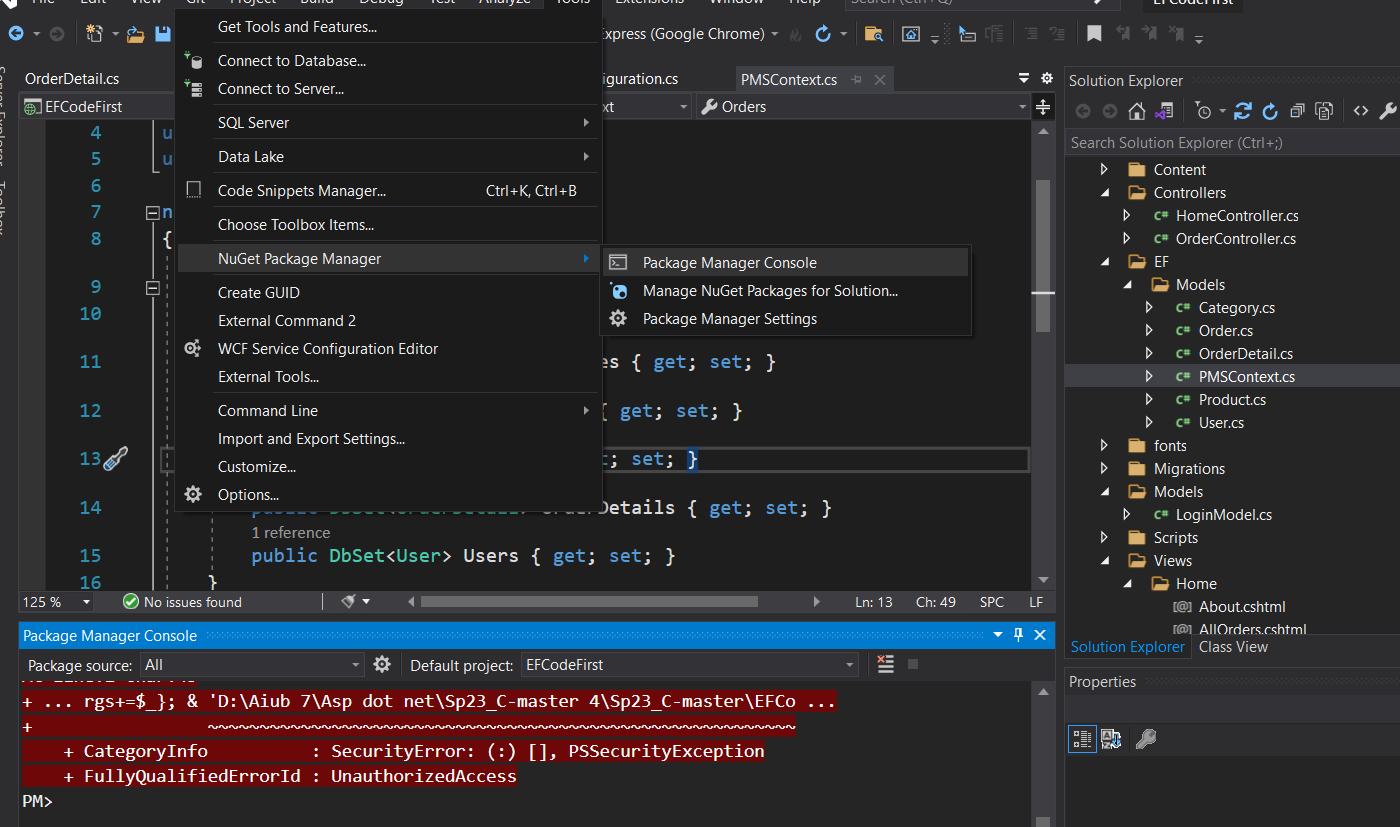 File Edit View Git Project Build Debug Test Analyze Tools Extensions Window Help Search (Ctrl+Q) EFCodeFirst
xpress (Google Chrome)
Get Tools and Features...
Connect to Database...
Connect to Server...
SQL Server
Data Lake
Code Snippets Manager... Ctrl+K, Ctrl+B
Choose Toolbox Items...
NuGet Package Manager
Create GUID
External Command 2
WCF Service Configuration Editor
External Tools...
Command Line
Import and Export Settings...
Customize...
Options...
Package Manager Console
Manage NuGet Packages for Solution...
Package Manager Settings
Server Explorer Toolbox
OrderDetail.cs
iguration.cs
PMSContext.cs
EFCodeFirst
xt
Orders
4 u
5 u
6
7 n
8 {
9
10
11 es { get; set; }
12 { get; set; }
13 t; set; }
14 public DbSet<OrderDetail> OrderDetails { get; set; }
1 reference
15 public DbSet<User> Users { get; set; }
16 }
125 % No issues found Ln: 13 Ch: 49 SPC LF
Package Manager Console
Package source: All Default project: EFCodeFirst
+ ... rgs+=$_}; & 'D:\Aiub 7\Asp dot net\Sp23_C-master 4\Sp23_C-master\EFCo ...
+ ~~~~~~~~~~~~~~~~~~~~~~~~~~~~~~~~~~~~~~~~~~~~~~~~~~~~~
+ CategoryInfo : SecurityError: (:) [], PSSecurityException
+ FullyQualifiedErrorId : UnauthorizedAccess
PM>
Solution Explorer
Search Solution Explorer (Ctrl+;)
Content
Controllers
C# HomeController.cs
C# OrderController.cs
EF
Models
C# Category.cs
C# Order.cs
C# OrderDetail.cs
C# PMSContext.cs
C# Product.cs
C# User.cs
fonts
Migrations
Models
C# LoginModel.cs
Scripts
Views
Home
[@] About.cshtml
[@] AllOrders.cshtml
Solution Explorer Class View
Properties